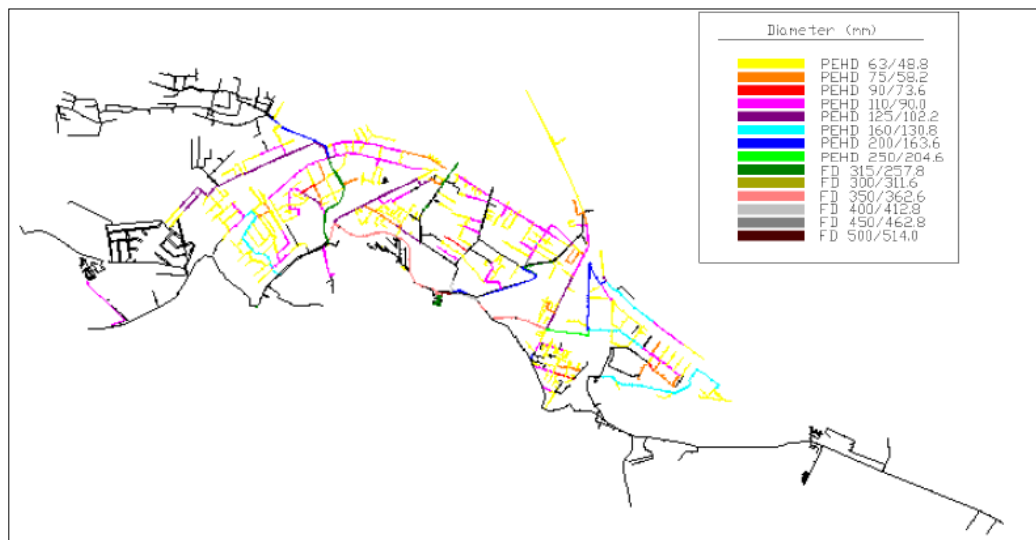 Diameter (mm)
PEHD 63/48.8
PEHD 75/58.2
PEHD 90/73.6
PEHD 110/90.0
PEHD 125/102.2
PEHD 160/130.8
PEHD 200/163.6
PEHD 250/204.6
FD 315/257.8
FD 300/311.6
FD 350/362.6
FD 400/412.8
FD 450/462.8
FD 500/514.0